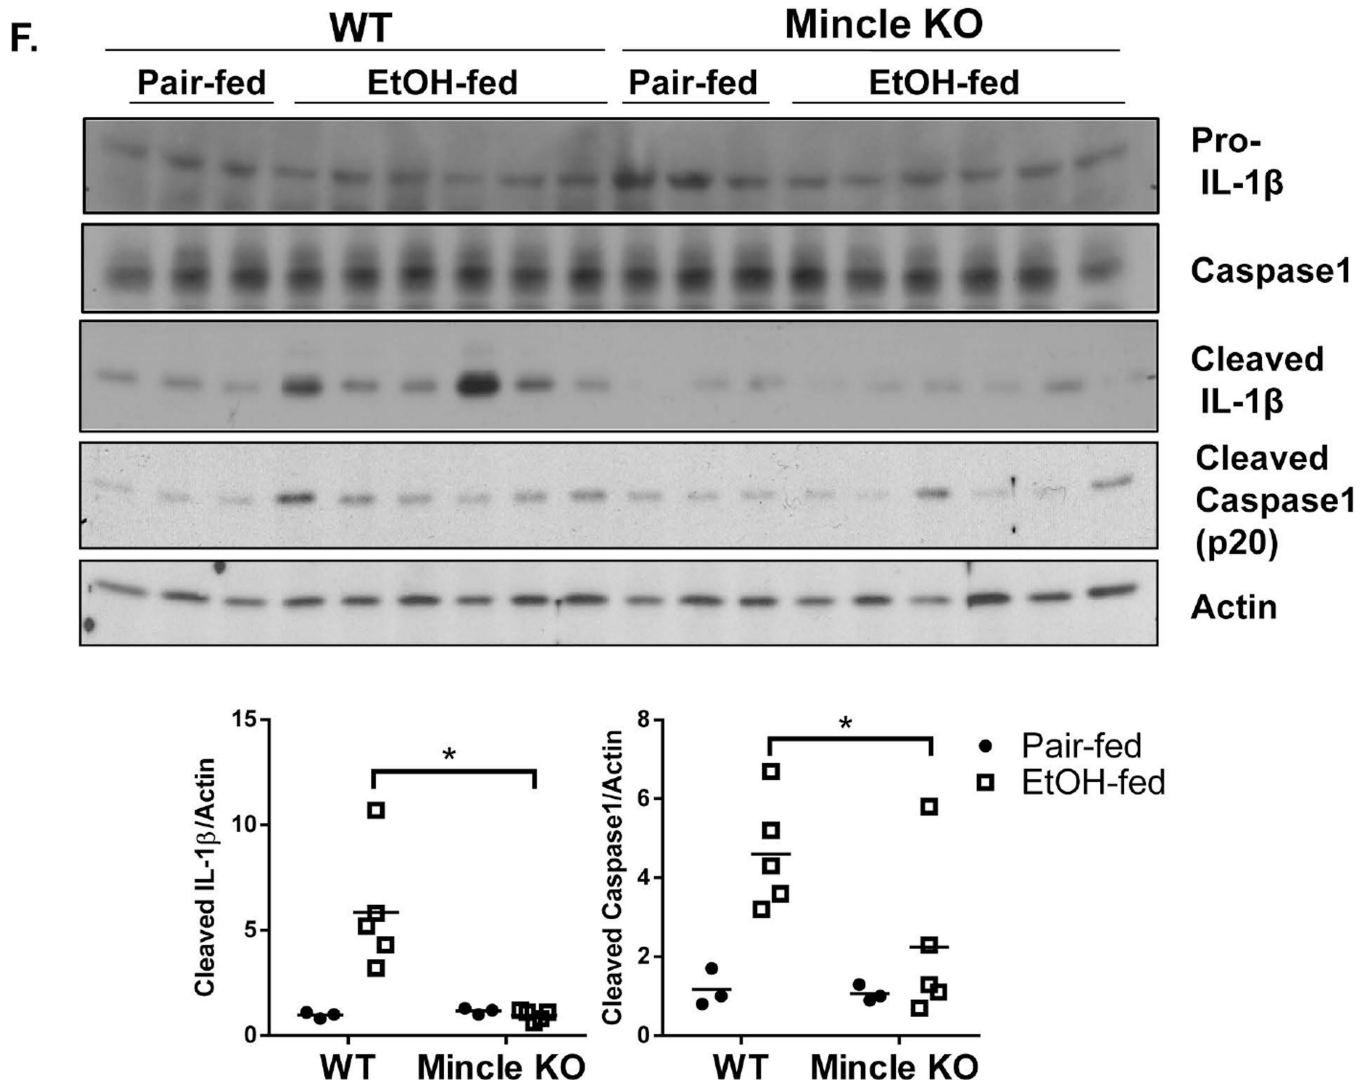 F.
WT
Mincle KO
Pair-fed
EtOH-fed
Pair-fed
EtOH-fed
Pro-
IL-1β
Caspase1
Cleaved
IL-1β
Cleaved
Caspase1
(p20)
Actin
Cleaved IL-1β/Actin
15
10
5
0
*
WT
Mincle KO
Cleaved Caspase1/Actin
8
6
4
2
0
*
WT
Mincle KO
Pair-fed
EtOH-fed